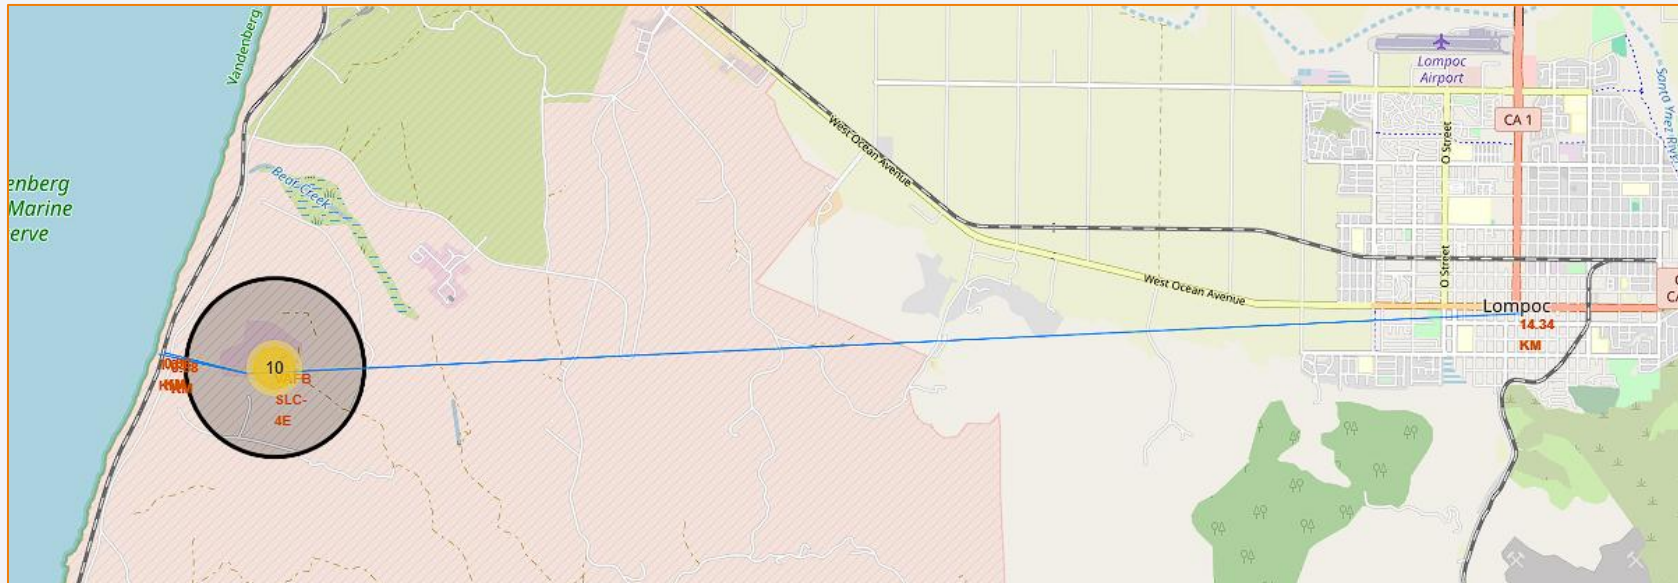 Vandenberg
Lompoc
Airport
Santa Ynez River
CA 1
O Street
West Ocean Avenue
Bear Creek
enberg
Marine
erve
O Street
West Ocean Avenue
Lompoc
14.34
KM
10
VAFB
SLC-
4E
KM